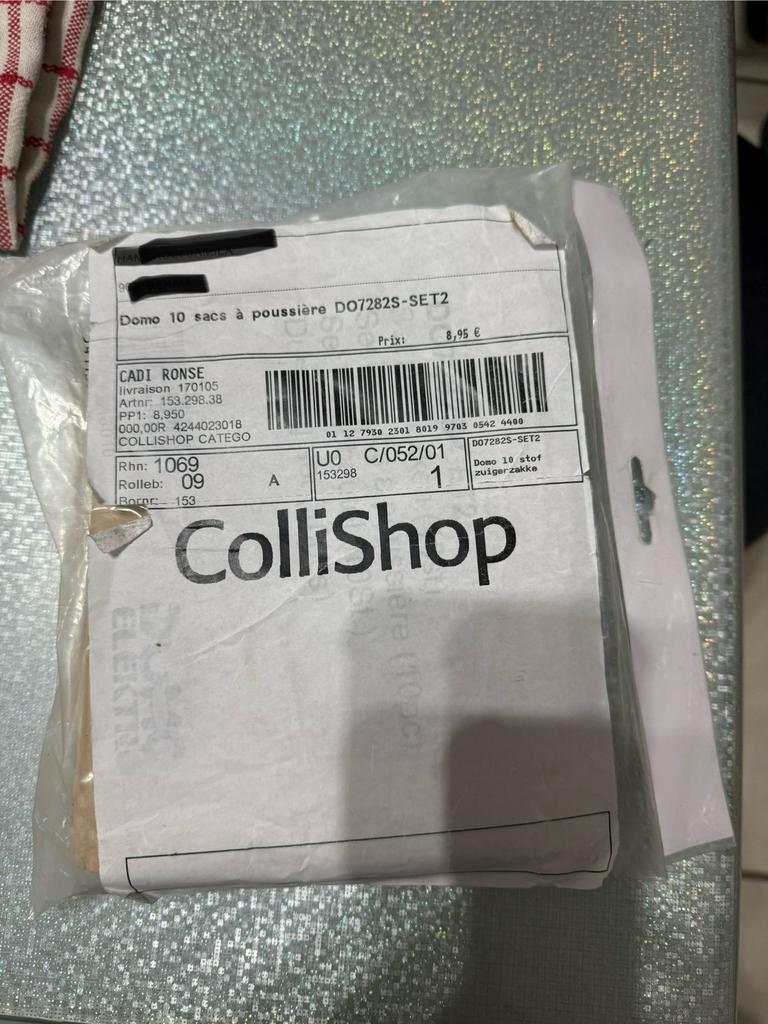 Domo 10 sacs à poussière DO7282S-SET2
Prix: 8,95 €
CADI RONSE
livraison 170105
Artnr: 153.298.38
PP1: 8,950
000,00R 4244023018
COLLISHOP CATEGO
01 12 7930 2301 8019 9703 0542 4400
Rhn: 1069
Rolleb: 09 A
Bornr: 153
U0 C/052/01
153298
1
DO7282S-SET2
Domo 10 stof
zuigerzakke
ColliShop